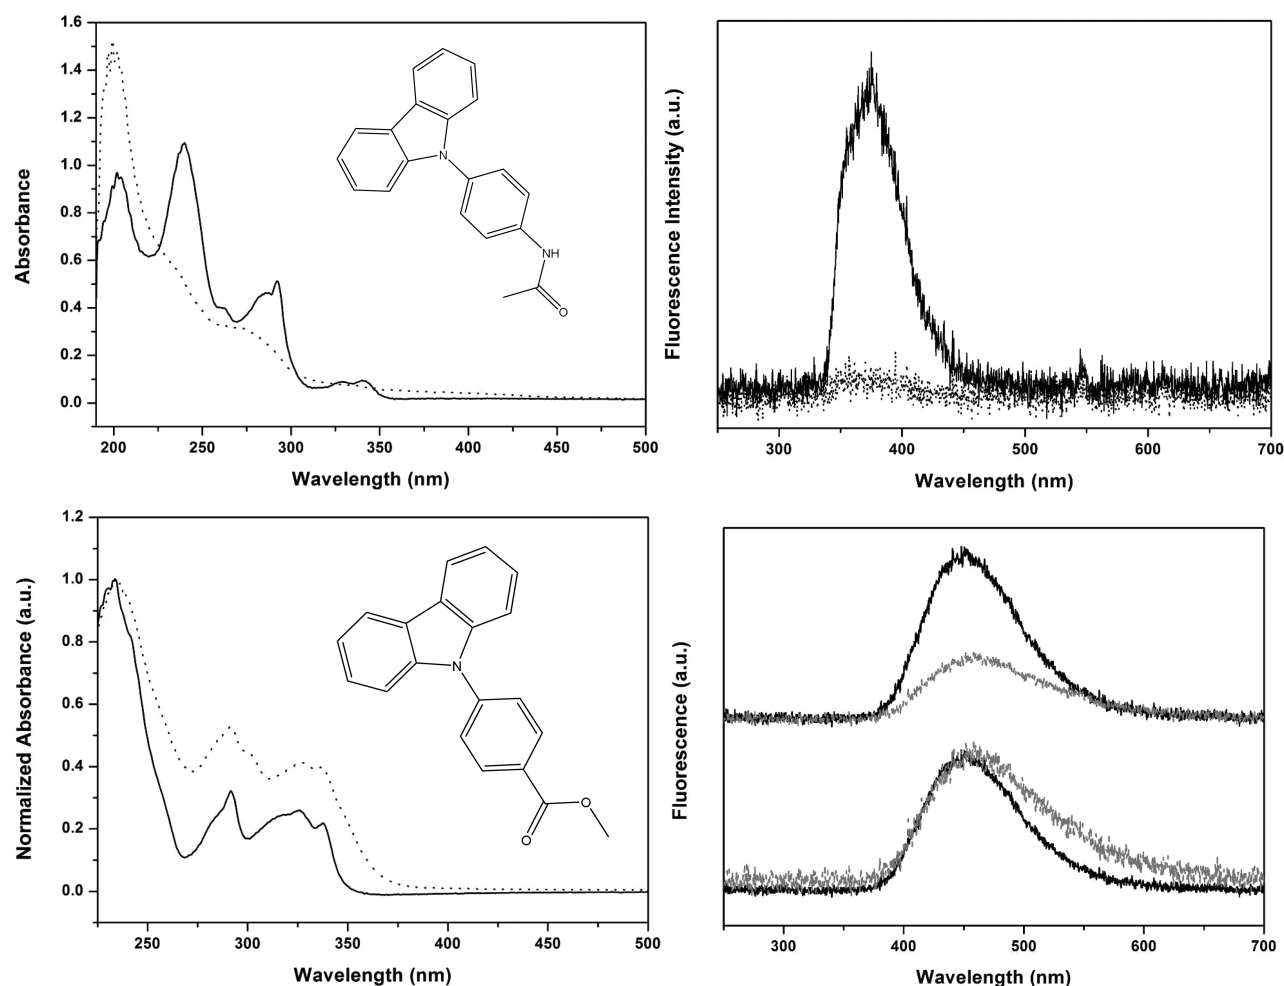 Absorbance
1.6
1.4
1.2
1.0
0.8
0.6
0.4
0.2
0.0
200 250 300 350 400 450 500
Wavelength (nm)
N
NH
O
Fluorescence Intensity (a.u.)
300 400 500 600 700
Wavelength (nm)
Normalized Absorbance (a.u.)
1.2
1.0
0.8
0.6
0.4
0.2
0.0
250 300 350 400 450 500
Wavelength (nm)
N
O
O
Fluorescence (a.u.)
300 400 500 600 700
Wavelength (nm)